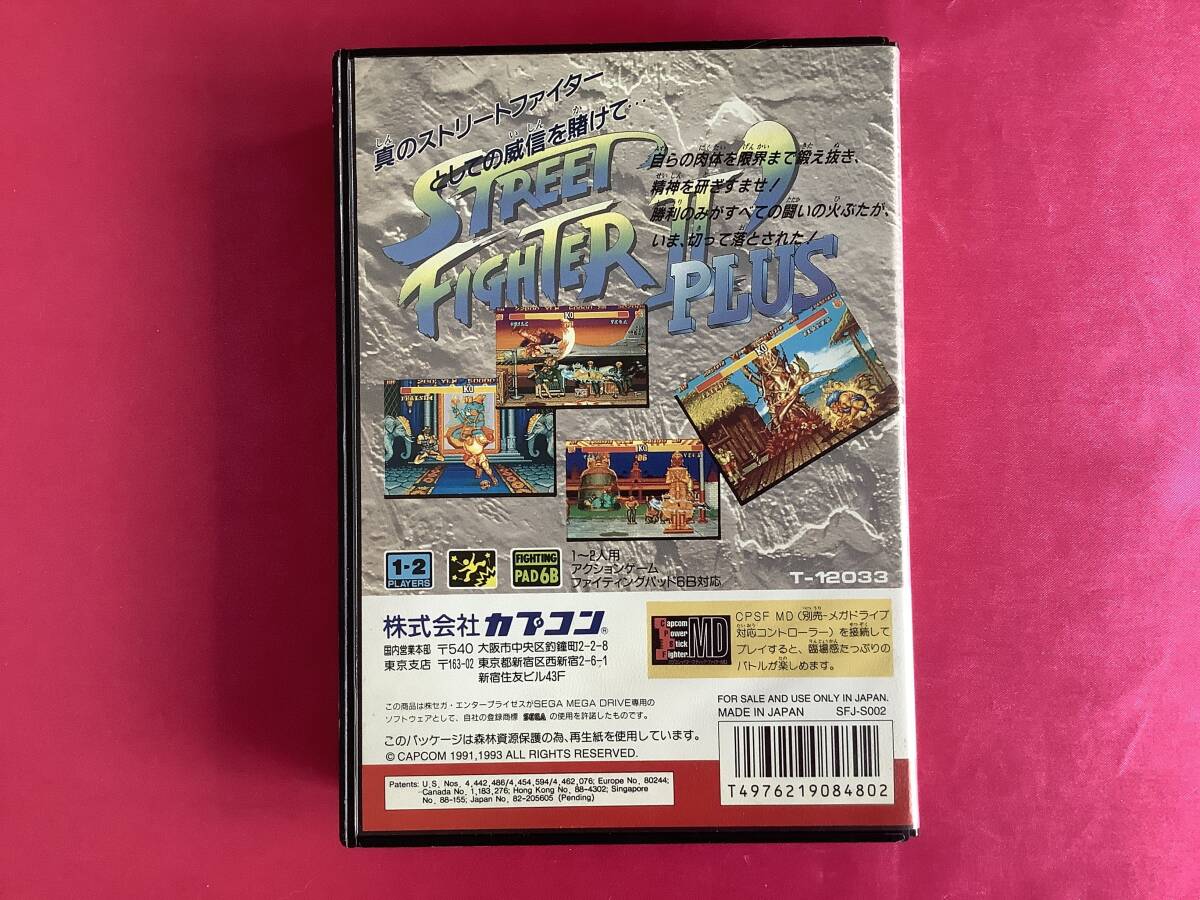 真のストリートファイター
としての威信を賭けて…
STREET
FIGHTER II'
PLUS
自らの肉体を限界まで鍛え抜き、
精神を研ぎすませ!
勝利のみがすべての闘いの火ぶたが、
いま、切って落とされた!
KO
KO
KO
KO
DHALSIM
VEGA
1-2
PLAYERS
FIGHTING
PAD 6B
1〜2人用
アクションゲーム
ファイティングパッド6B対応
T-12033
株式会社カプコン®
国内営業本部 〒540 大阪市中央区釣鐘町2-2-8
東京支店 〒163-02 東京都新宿区西新宿2-6-1
新宿住友ビル43F
Capcom
Power
Stick
Fighter
MD
CPSF MD(別売-メガドライブ
対応コントローラー)を接続して
プレイすると、臨場感たっぷりの
バトルが楽しめます。
この商品は株セガ・エンタープライゼスがSEGA MEGA DRIVE専用の
ソフトウェアとして、自社の登録商標 SEGA の使用を許諾したものです。
このパッケージは森林資源保護の為、再生紙を使用しています。
© CAPCOM 1991,1993 ALL RIGHTS RESERVED.
FOR SALE AND USE ONLY IN JAPAN.
MADE IN JAPAN SFJ-S002
Patents: U.S. Nos. 4,442,486/4,454,594/4,462,076; Europe No. 80244;
Canada No. 1,183,276; Hong Kong No. 88-4302; Singapore
No. 88-155; Japan No. 82-205605 (Pending)
T4976219084802